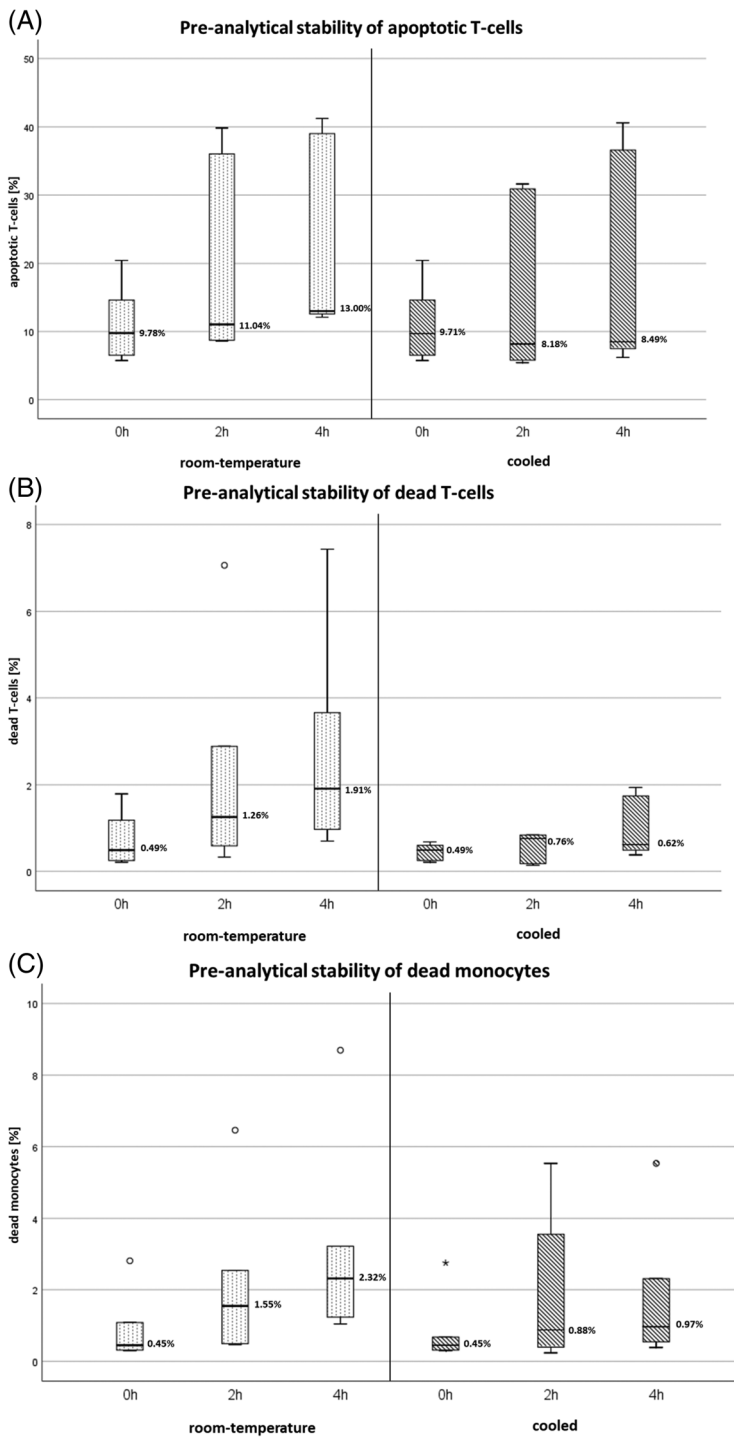 (A)
Pre-analytical stability of apoptotic T-cells
apoptotic T-cells [%]
50
40
30
20
10
0
9.78%
11.04%
13.00%
9.71%
8.18%
8.49%
0h 2h 4h 0h 2h 4h
room-temperature cooled
(B)
Pre-analytical stability of dead T-cells
dead T-cells [%]
8
6
4
2
0
0.49%
1.26%
1.91%
0.49%
0.76%
0.62%
0h 2h 4h 0h 2h 4h
room-temperature cooled
(C)
Pre-analytical stability of dead monocytes
dead monocytes [%]
10
8
6
4
2
0
0.45%
1.55%
2.32%
0.45%
0.88%
0.97%
0h 2h 4h 0h 2h 4h
room-temperature cooled